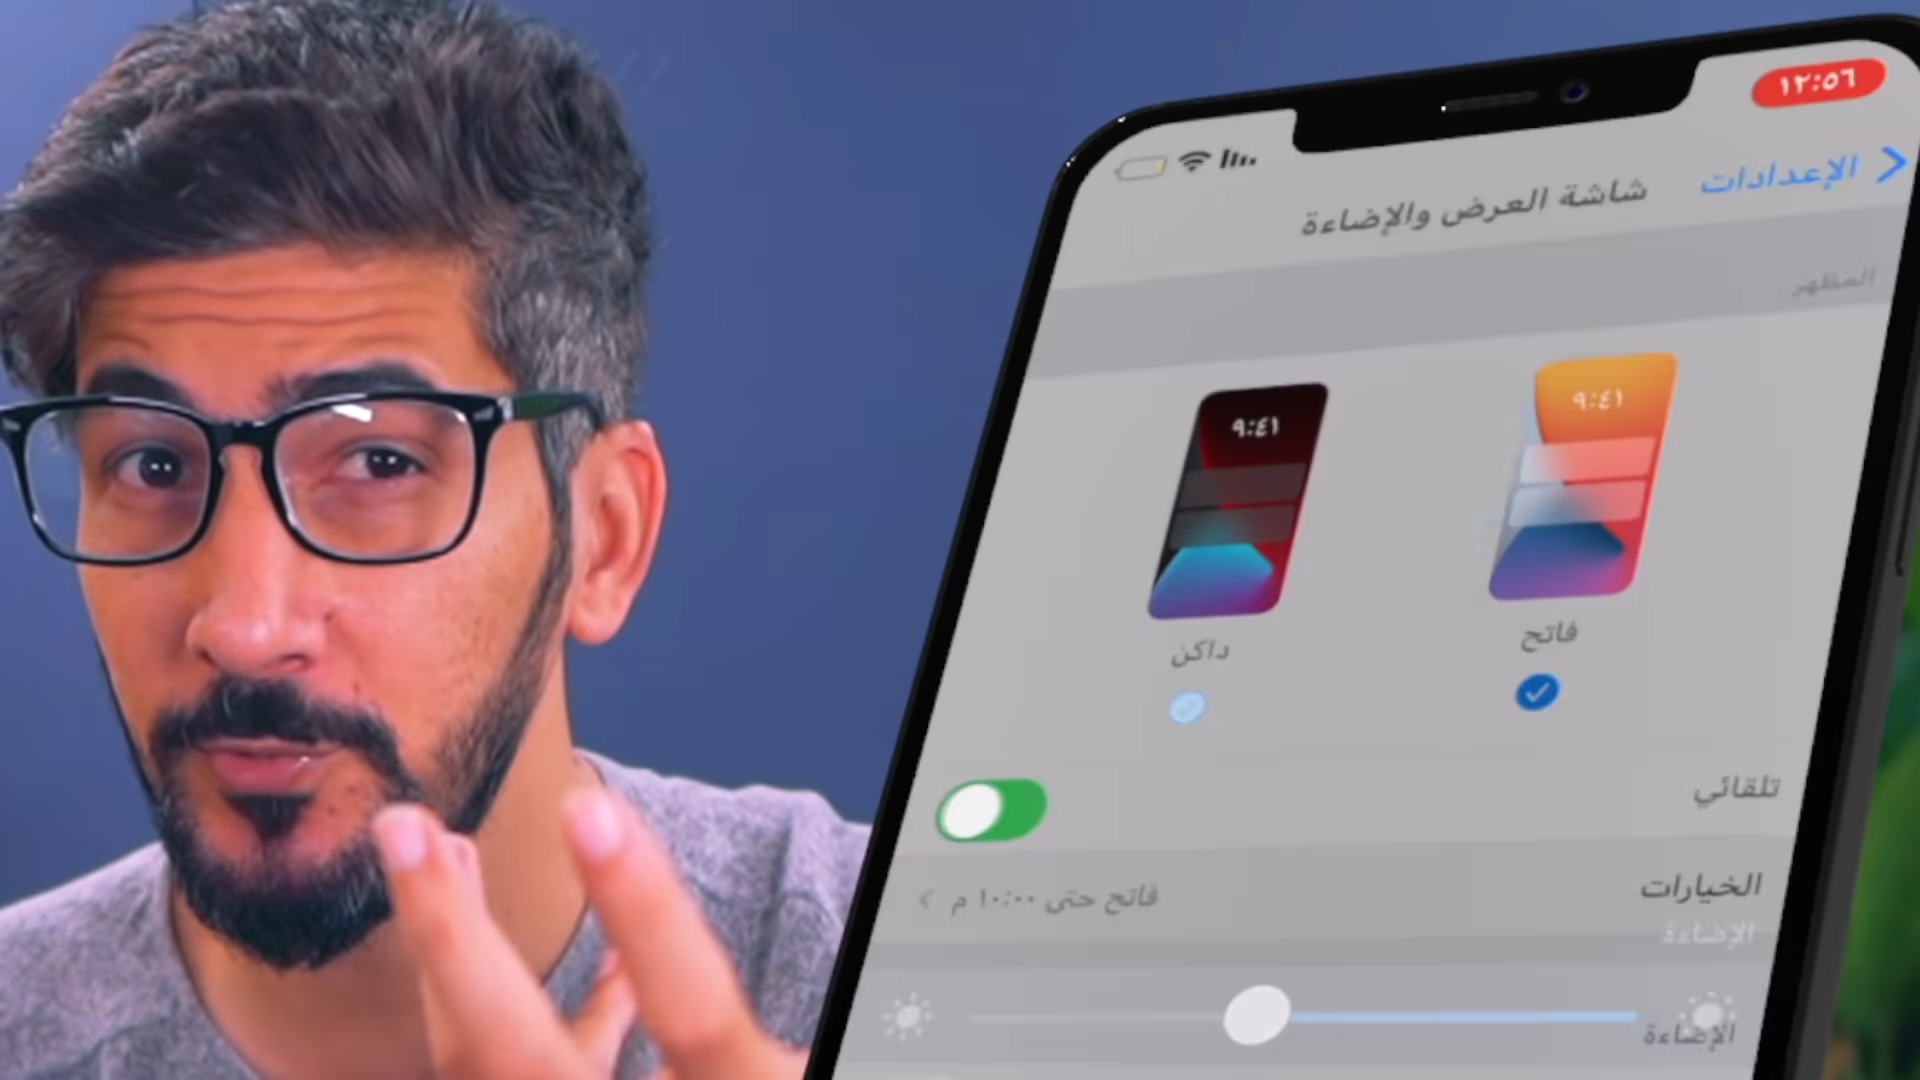 ١٢:٥٦
الإعدادات
شاشة العرض والإضاءة
المظهر
٩:٤١
٩:٤١
فاتح
داكن
تلقائي
الخيارات
فاتح حتى ١٠:٠٠ م
الإضاءة
الإضاءة